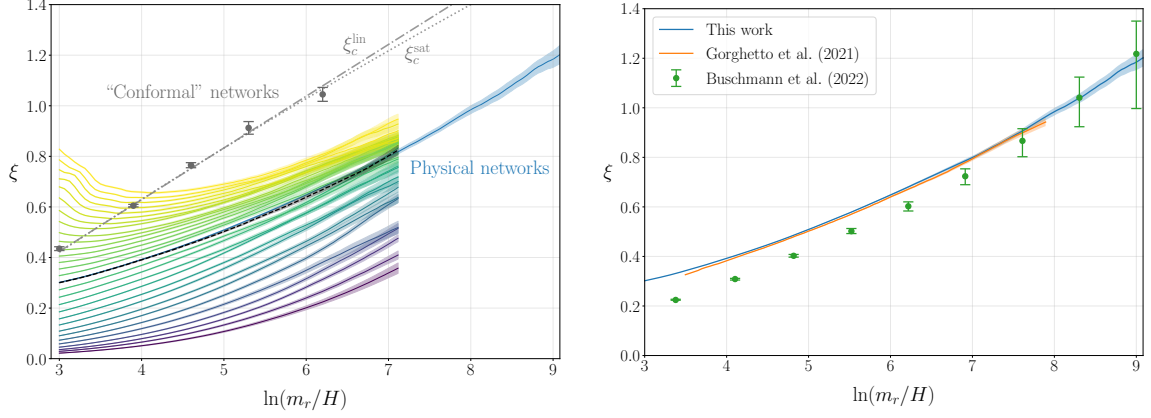 1.4
1.2
1.0
0.8
0.6
0.4
0.2
0.0
ξ
3 4 5 6 7 8 9
ln(m_r/H)
“Conformal” networks
ξ_c^lin
ξ_c^sat
Physical networks
1.4
1.2
1.0
0.8
0.6
0.4
0.2
0.0
ξ
3 4 5 6 7 8 9
ln(m_r/H)
This work
Gorghetto et al. (2021)
Buschmann et al. (2022)